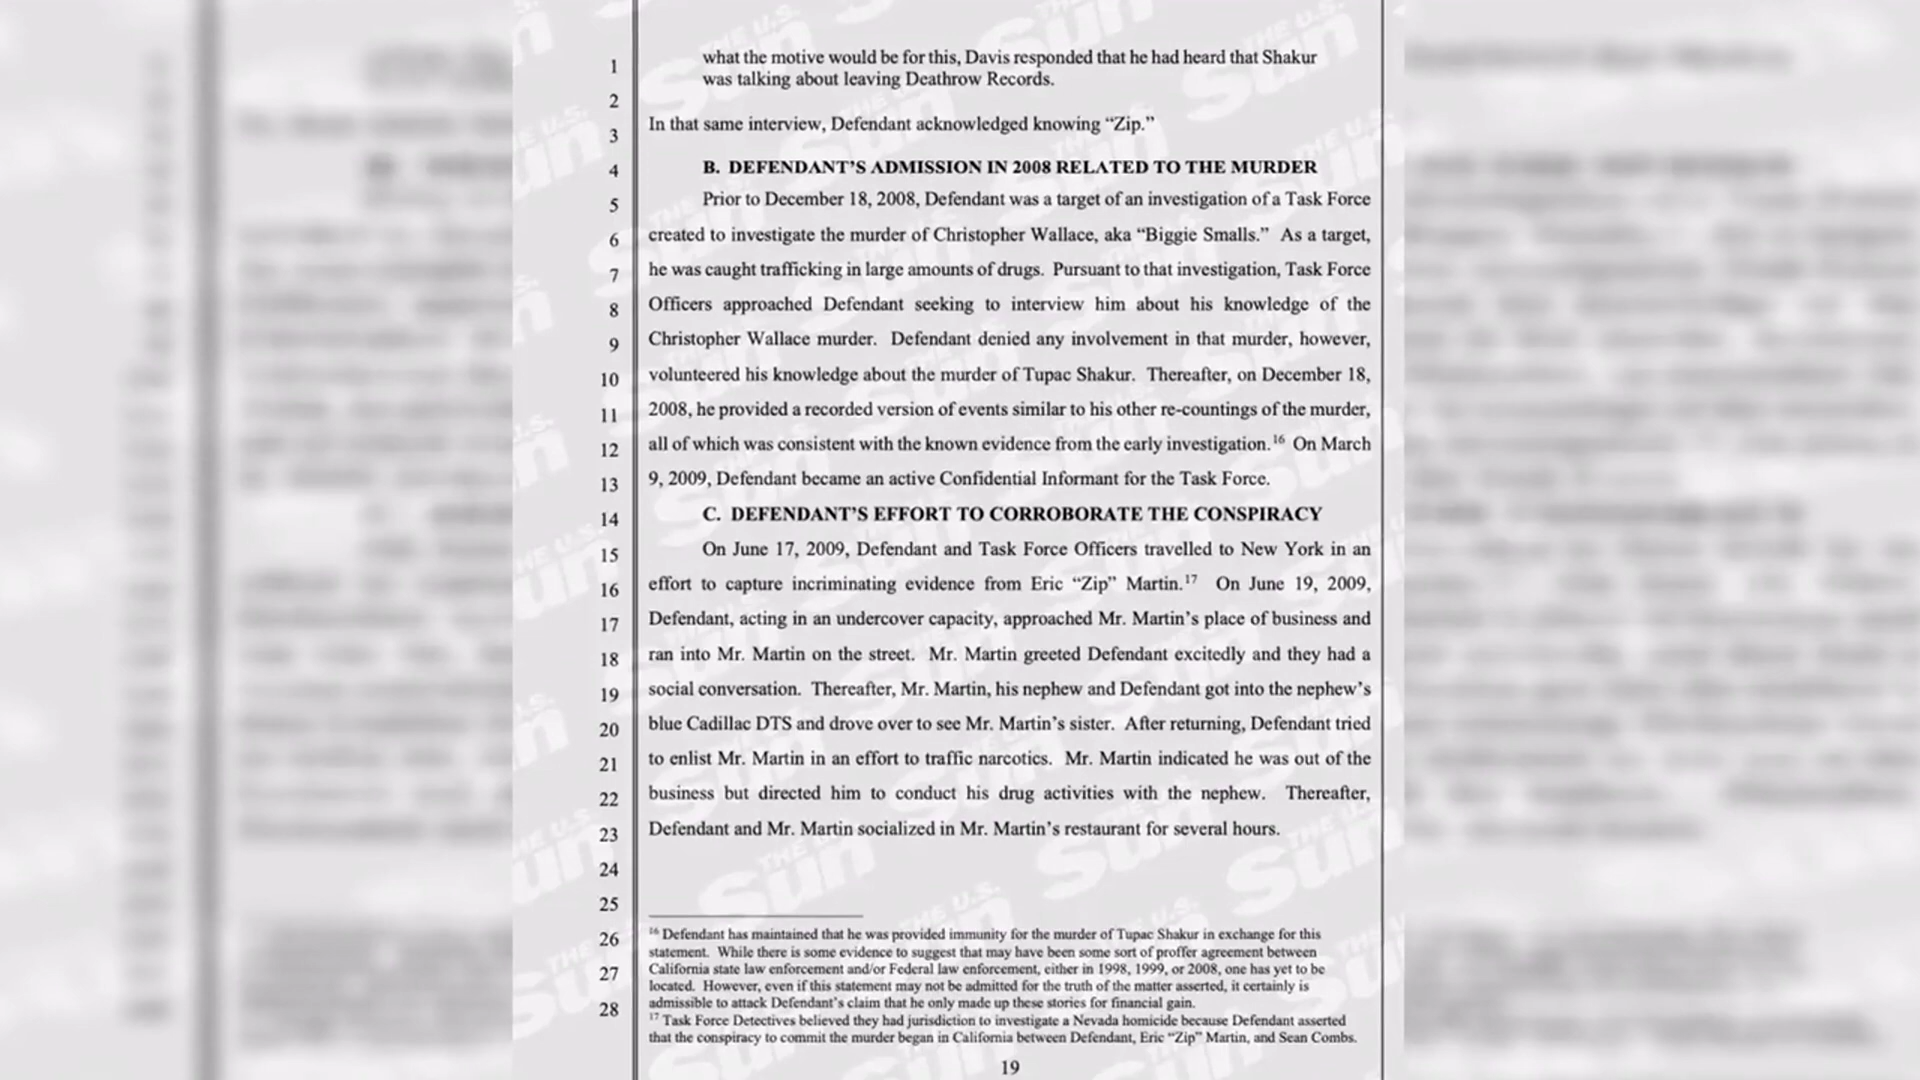 what the motive would be for this, Davis responded that he had heard that Shakur
was talking about leaving Deathrow Records.
In that same interview, Defendant acknowledged knowing “Zip.”
B. DEFENDANT’S ADMISSION IN 2008 RELATED TO THE MURDER
Prior to December 18, 2008, Defendant was a target of an investigation of a Task Force
created to investigate the murder of Christopher Wallace, aka “Biggie Smalls.” As a target,
he was caught trafficking in large amounts of drugs. Pursuant to that investigation, Task Force
Officers approached Defendant seeking to interview him about his knowledge of the
Christopher Wallace murder. Defendant denied any involvement in that murder, however,
volunteered his knowledge about the murder of Tupac Shakur. Thereafter, on December 18,
2008, he provided a recorded version of events similar to his other re-countings of the murder,
all of which was consistent with the known evidence from the early investigation.16 On March
9, 2009, Defendant became an active Confidential Informant for the Task Force.
C. DEFENDANT’S EFFORT TO CORROBORATE THE CONSPIRACY
On June 17, 2009, Defendant and Task Force Officers travelled to New York in an
effort to capture incriminating evidence from Eric “Zip” Martin.17 On June 19, 2009,
Defendant, acting in an undercover capacity, approached Mr. Martin’s place of business and
ran into Mr. Martin on the street. Mr. Martin greeted Defendant excitedly and they had a
social conversation. Thereafter, Mr. Martin, his nephew and Defendant got into the nephew’s
blue Cadillac DTS and drove over to see Mr. Martin’s sister. After returning, Defendant tried
to enlist Mr. Martin in an effort to traffic narcotics. Mr. Martin indicated he was out of the
business but directed him to conduct his drug activities with the nephew. Thereafter,
Defendant and Mr. Martin socialized in Mr. Martin’s restaurant for several hours.
16 Defendant has maintained that he was provided immunity for the murder of Tupac Shakur in exchange for this
statement. While there is some evidence to suggest that may have been some sort of proffer agreement between
California state law enforcement and/or Federal law enforcement, either in 1998, 1999, or 2008, one has yet to be
located. However, even if this statement may not be admitted for the truth of the matter asserted, it certainly is
admissible to attack Defendant’s claim that he only made up these stories for financial gain.
17 Task Force Detectives believed they had jurisdiction to investigate a Nevada homicide because Defendant asserted
that the conspiracy to commit the murder began in California between Defendant, Eric “Zip” Martin, and Sean Combs.
19
1
2
3
4
5
6
7
8
9
10
11
12
13
14
15
16
17
18
19
20
21
22
23
24
25
26
27
28
THE U.S. Sun